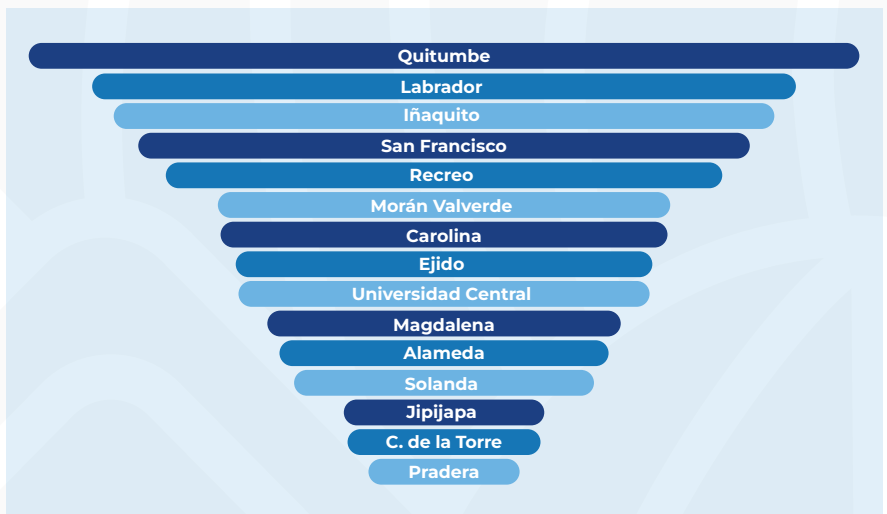 Quitumbe
Labrador
Iñaquito
San Francisco
Recreo
Morán Valverde
Carolina
Ejido
Universidad Central
Magdalena
Alameda
Solanda
Jipijapa
C. de la Torre
Pradera